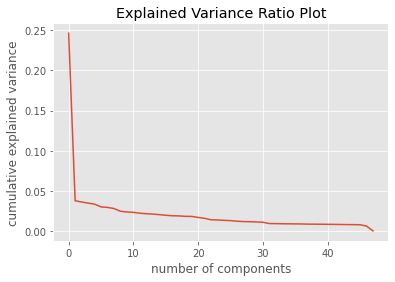 Explained Variance Ratio Plot
cumulative explained variance
0.25
0.20
0.15
0.10
0.05
0.00
0 10 20 30 40
number of components